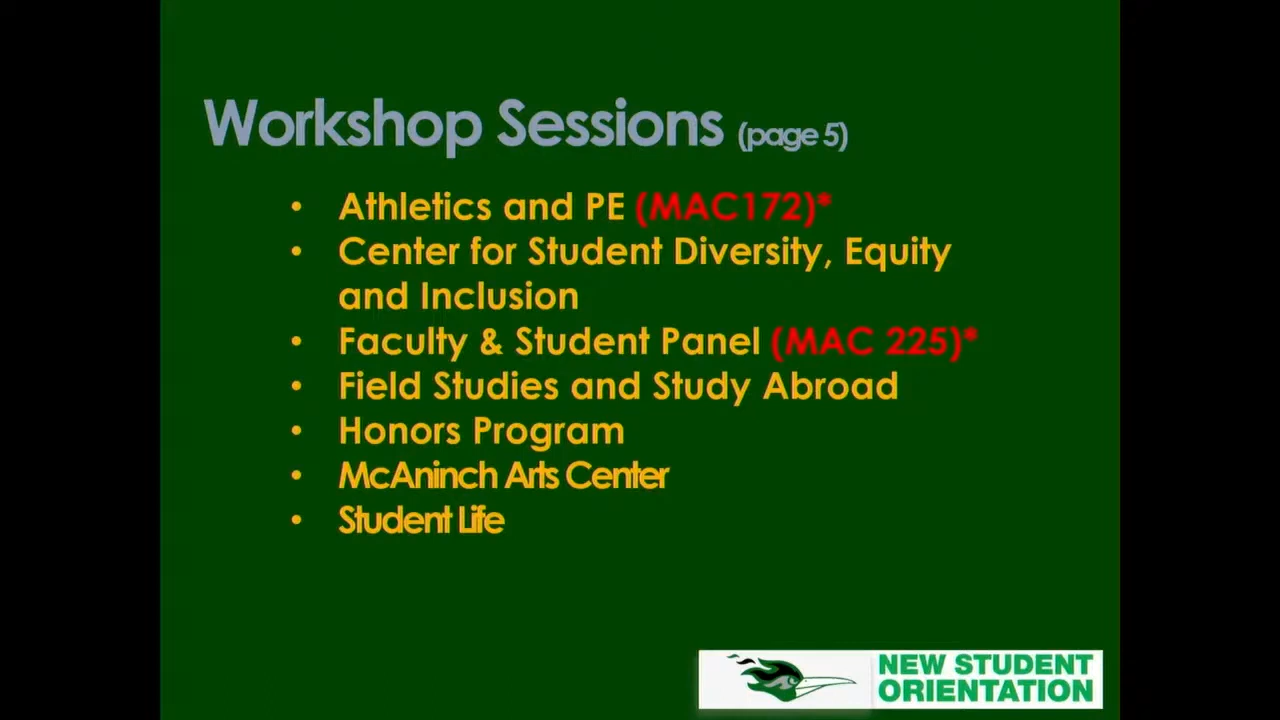 Workshop Sessions (page 5)
• Athletics and PE (MAC172)*
• Center for Student Diversity, Equity
and Inclusion
• Faculty & Student Panel (MAC 225)*
• Field Studies and Study Abroad
• Honors Program
• McAninch Arts Center
• Student Life
NEW STUDENT
ORIENTATION